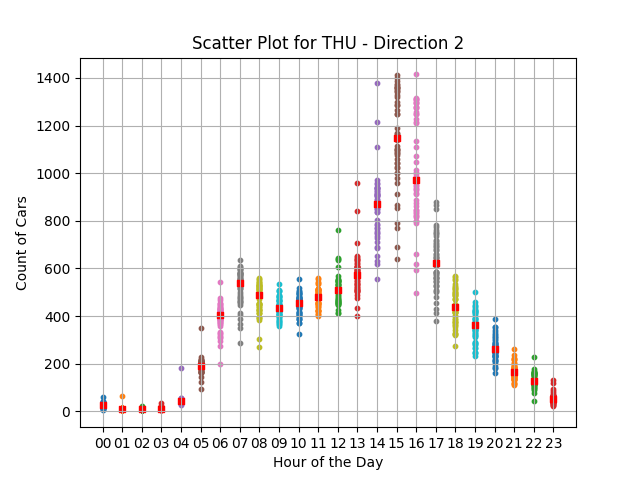 Scatter Plot for THU - Direction 2
Count of Cars
1400
1200
1000
800
600
400
200
0
00 01 02 03 04 05 06 07 08 09 10 11 12 13 14 15 16 17 18 19 20 21 22 23
Hour of the Day